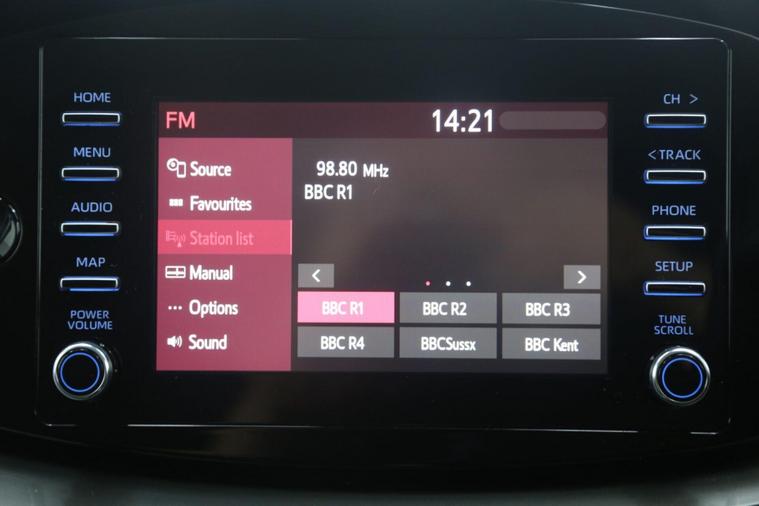 HOME
MENU
AUDIO
MAP
POWER
VOLUME
FM
14:21
Source
Favourites
Station list
Manual
Options
Sound
98.80 MHz
BBC R1
<
>
BBC R1
BBC R2
BBC R3
BBC R4
BBCSussx
BBC Kent
CH >
< TRACK
PHONE
SETUP
TUNE
SCROLL